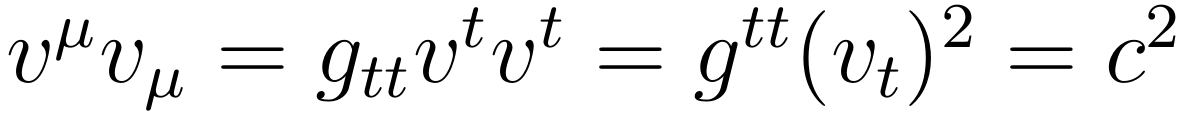 v^μ v_μ = g_{tt} v^t v^t = g^{tt} (v_t)^2 = c^2